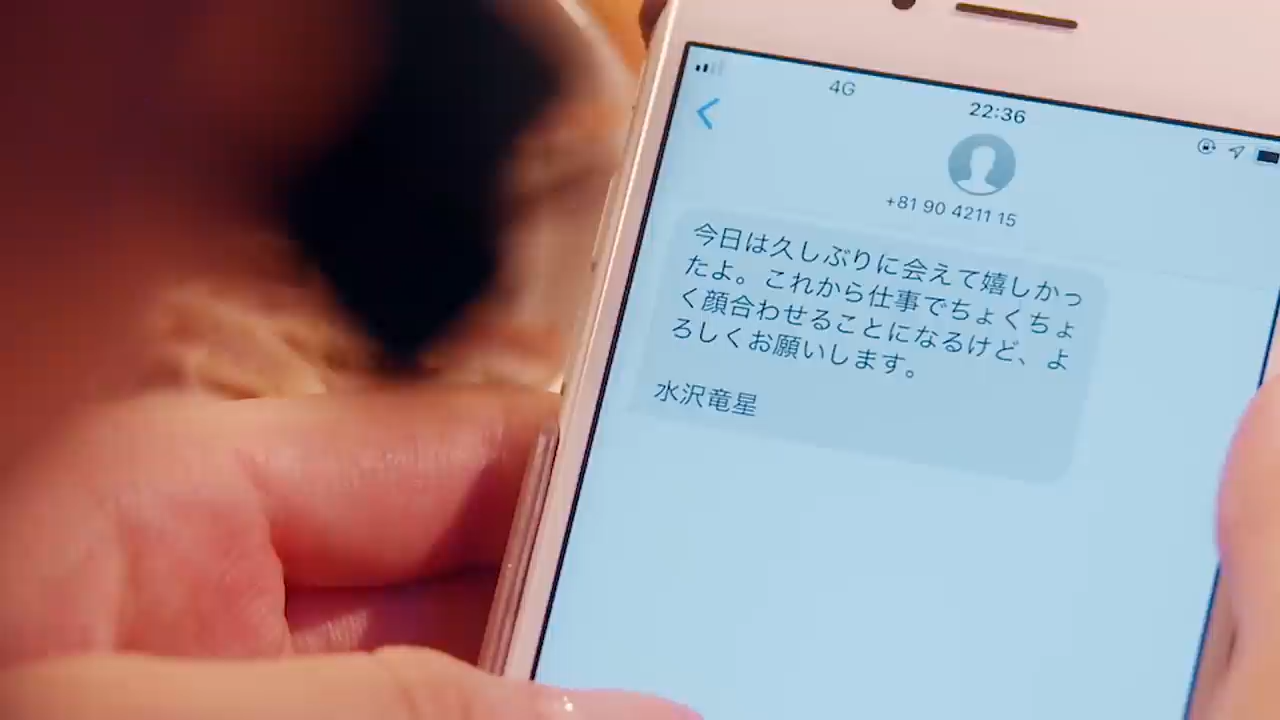 4G
22:36
+81 90 4211 15
今日は久しぶりに会えて嬉しかっ
たよ。これから仕事でちょくちょ
く顔合わせることになるけど、よ
ろしくお願いします。
水沢竜星